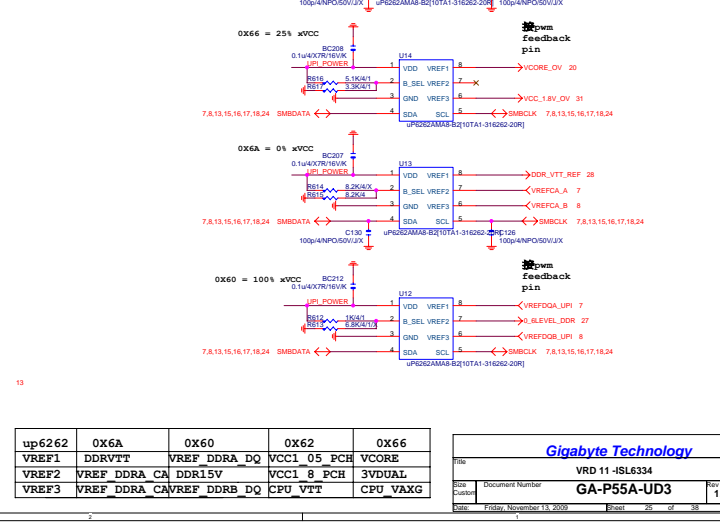 100p/4/NPO/50V/J/X uP6262AMA8-B2[10TA1-316262-20R] 100p/4/NPO/50V/J/X
0X66 = 25% xVCC
接pwm
feedback
pin
BC208
0.1u/4/X7R/16V/K
UPI_POWER
U14
R616 5.1K/4/1
R617 3.3K/4/1
1 VDD VREF1 8 VCORE_OV 20
2 B_SEL VREF2 7
3 GND VREF3 6 VCC_1.8V_OV 31
7,8,13,15,16,17,18,24 SMBDATA 4 SDA SCL 5 SMBCLK 7,8,13,15,16,17,18,24
uP6262AMA8-B2[10TA1-316262-20R]
0X6A = 0% xVCC
BC207
0.1u/4/X7R/16V/K
UPI_POWER
U13
R614 8.2K/4/X
R615 8.2K/4
1 VDD VREF1 8 DDR_VTT_REF 28
2 B_SEL VREF2 7 VREFCA_A 7
3 GND VREF3 6 VREFCA_B 8
7,8,13,15,16,17,18,24 SMBDATA 4 SDA SCL 5 SMBCLK 7,8,13,15,16,17,18,24
C130 uP6262AMA8-B2[10TA1-316262-20R] C126
100p/4/NPO/50V/J/X 100p/4/NPO/50V/J/X
0X60 = 100% xVCC
接pwm
feedback
pin
BC212
0.1u/4/X7R/16V/K
UPI_POWER
U12
R612 1K/4/1
R613 6.8K/4/1/X
1 VDD VREF1 8 VREFDQA_UPI 7
2 B_SEL VREF2 7 0_6LEVEL_DDR 27
3 GND VREF3 6 VREFDQB_UPI 8
7,8,13,15,16,17,18,24 SMBDATA 4 SDA SCL 5 SMBCLK 7,8,13,15,16,17,18,24
uP6262AMA8-B2[10TA1-316262-20R]
13
up6262 0X6A 0X60 0X62 0X66
VREF1 DDRVTT VREF_DDRA_DQ VCC1_05_PCH VCORE
VREF2 VREF_DDRA_CA DDR15V VCC1_8_PCH 3VDUAL
VREF3 VREF_DDRA_CA VREF_DDRB_DQ CPU_VTT CPU_VAXG
Gigabyte Technology
Title
VRD 11 -ISL6334
Size Document Number Rev
Custom GA-P55A-UD3 1
Date: Friday, November 13, 2009 Sheet 25 of 38
2 1